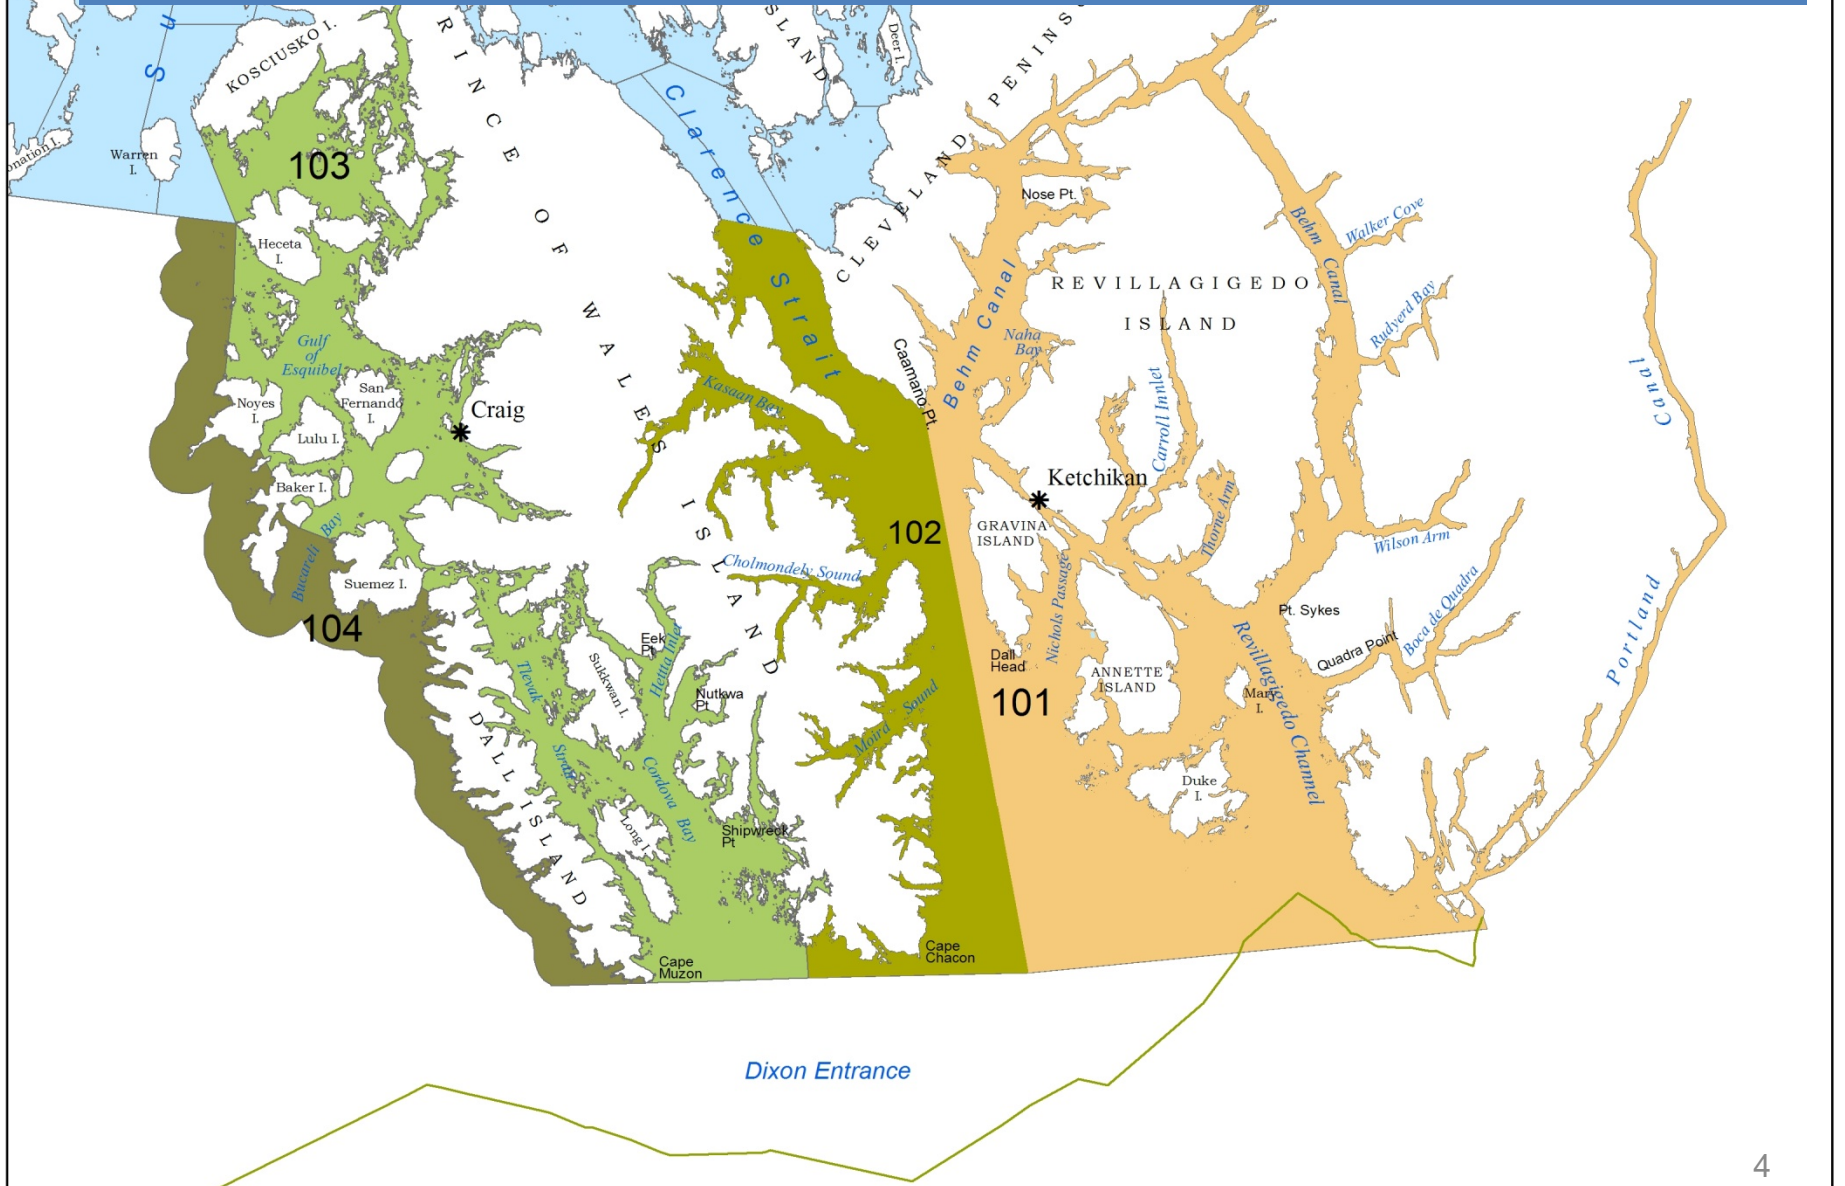 S
n
KOSCIUSKO I.
PRINCE OF WALES ISLAND
ISLAND
Deer I.
CLEVELAND PENINS
Clarence Strait
103
Warren
I.
onation I.
Nose Pt.
Behm Canal
Walker Cove
Heceta
I.
REVILLAGIGEDO
ISLAND
Rudyerd Bay
Gulf
of
Esquibel
Behm Canal
Naha
Bay
Caamano Pt.
Carroll Inlet
Portland Canal
Noyes
I.
San
Fernando
I.
Craig
Lulu I.
Kasaan Bay
Ketchikan
Baker I.
GRAVINA
ISLAND
Thorne Arm
102
Wilson Arm
Bucareli Bay
Suemez I.
Cholmondely Sound
Nichols Passage
Pt. Sykes
Boca de Quadra
104
Eek
Pt
Hetta Inlet
Sukkwan I.
Tlevak Strait
Dall
Head
Quadra Point
Revillagigedo Channel
101
ANNETTE
ISLAND
Mary
I.
Nutkwa
Pt
Moira Sound
DALL ISLAND
Cordova Bay
Duke
I.
Long I.
Shipwreck
Pt
Cape
Muzon
Cape
Chacon
Dixon Entrance
4